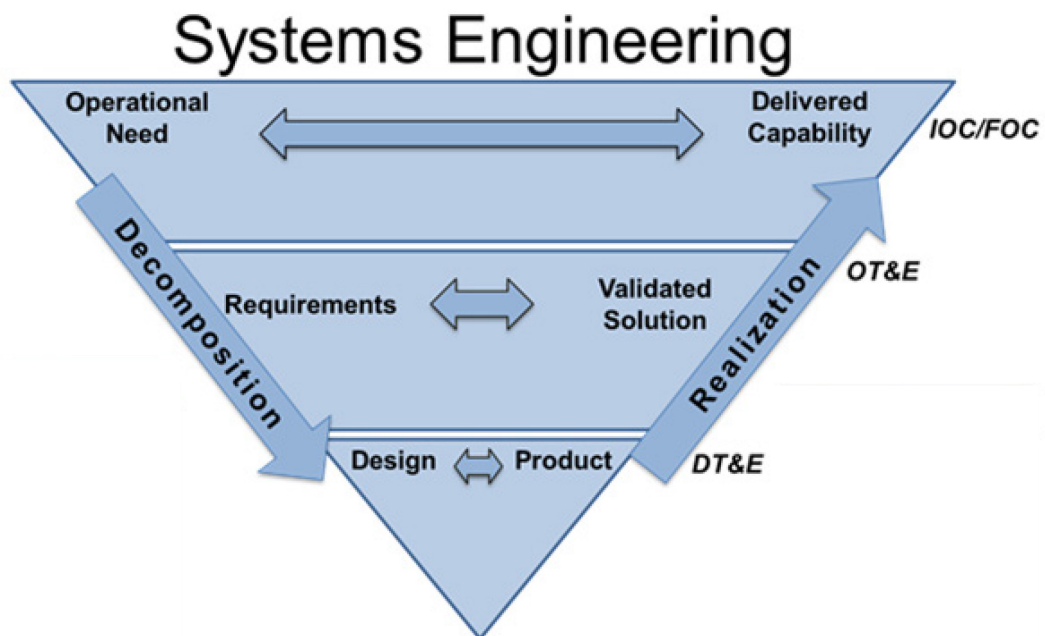 Systems Engineering
Operational
Need
Delivered
Capability
IOC/FOC
Decomposition
Requirements
Validated
Solution
Realization
OT&E
Design
Product
DT&E